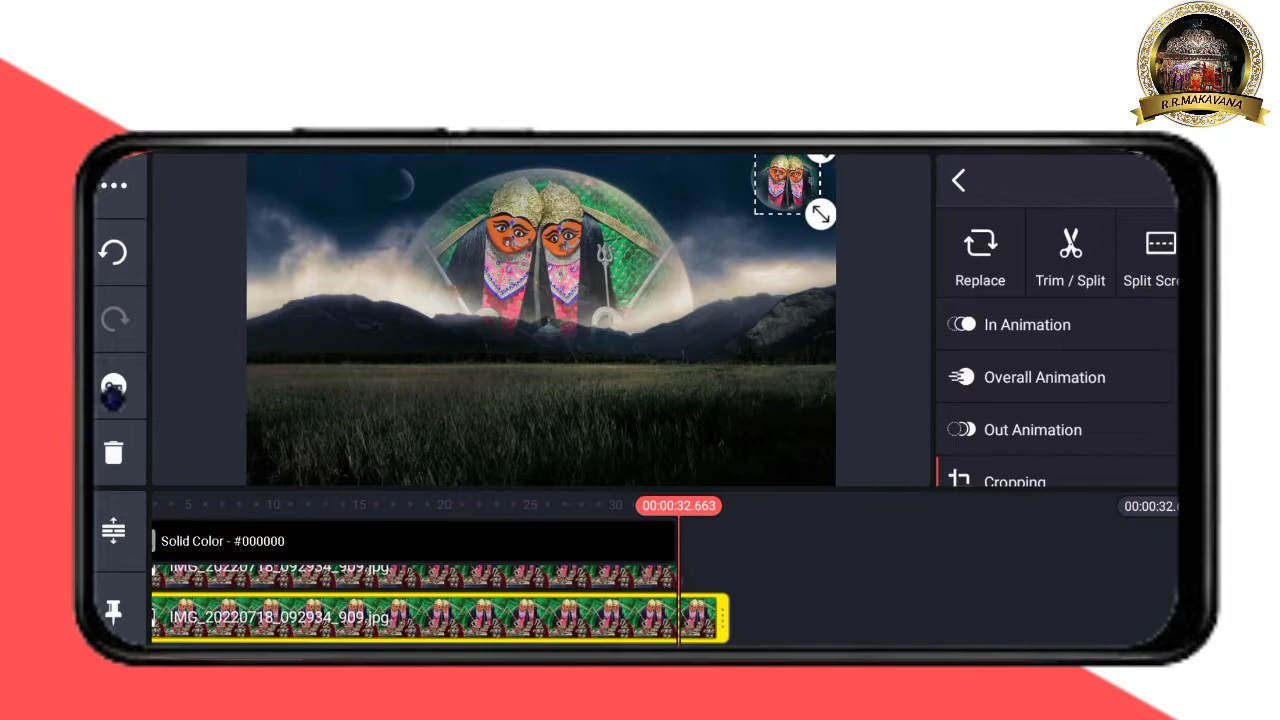 R.R.MAKAVANA
Replace
Trim / Split
Split Scre
In Animation
Overall Animation
Out Animation
Cropping
5
10
15
20
25
30
00:00:32.663
00:00:32.
Solid Color - #000000
IMG_20220718_092934_909.jpg
IMG_20220718_092934_909.jpg